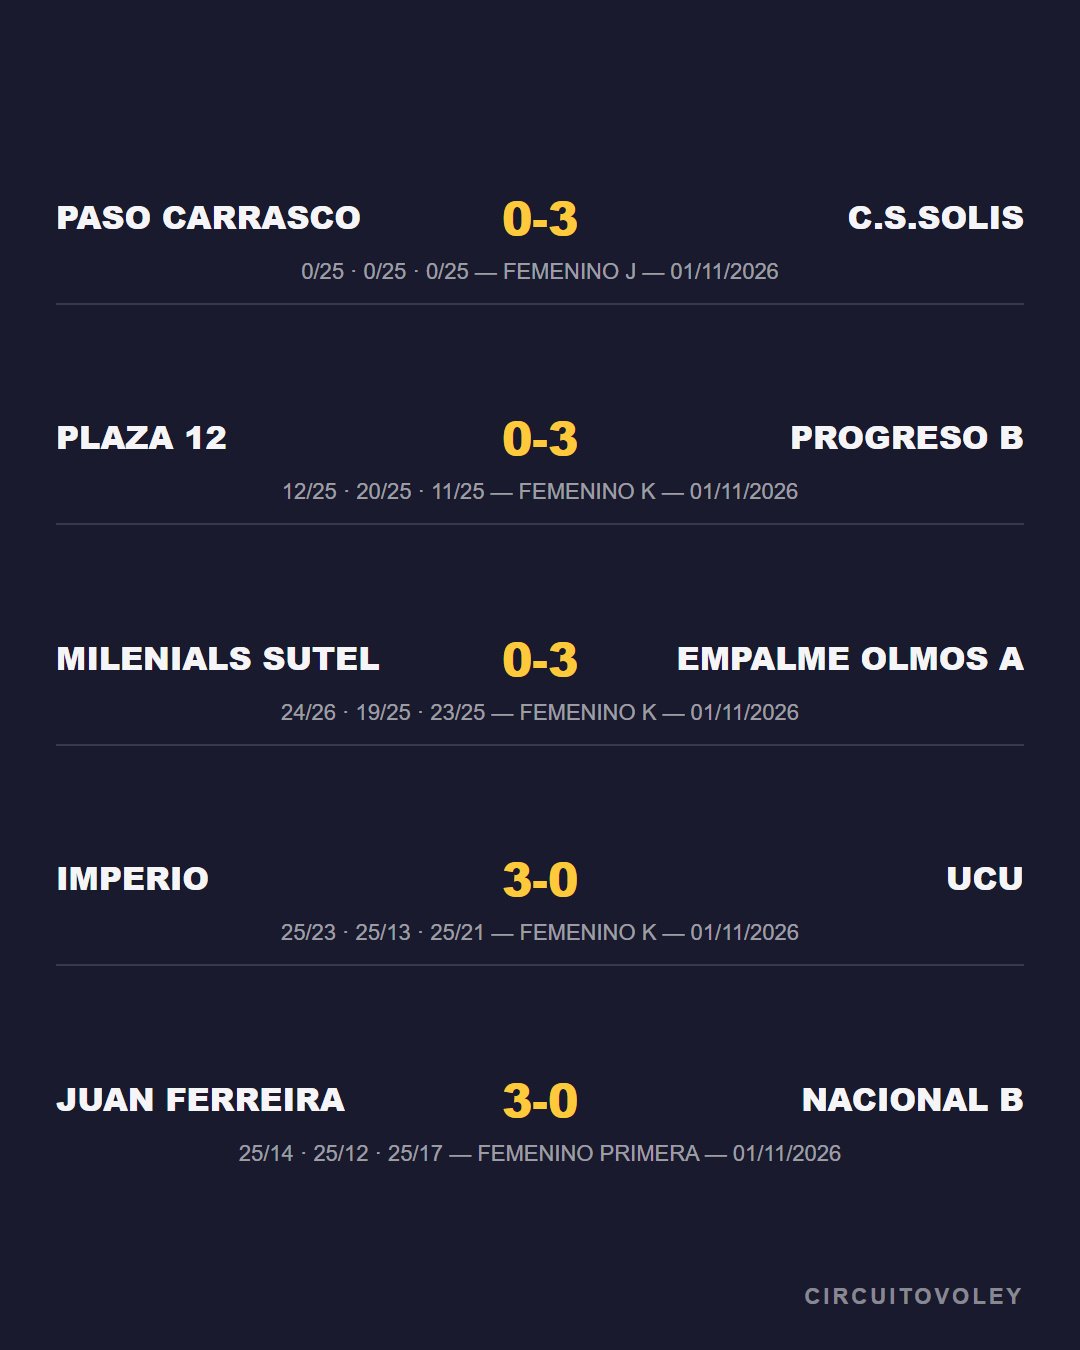 PASO CARRASCO 0-3 C.S.SOLIS
0/25 · 0/25 · 0/25 — FEMENINO J — 01/11/2026
PLAZA 12 0-3 PROGRESO B
12/25 · 20/25 · 11/25 — FEMENINO K — 01/11/2026
MILENIALS SUTEL 0-3 EMPALME OLMOS A
24/26 · 19/25 · 23/25 — FEMENINO K — 01/11/2026
IMPERIO 3-0 UCU
25/23 · 25/13 · 25/21 — FEMENINO K — 01/11/2026
JUAN FERREIRA 3-0 NACIONAL B
25/14 · 25/12 · 25/17 — FEMENINO PRIMERA — 01/11/2026
CIRCUITOVOLEY